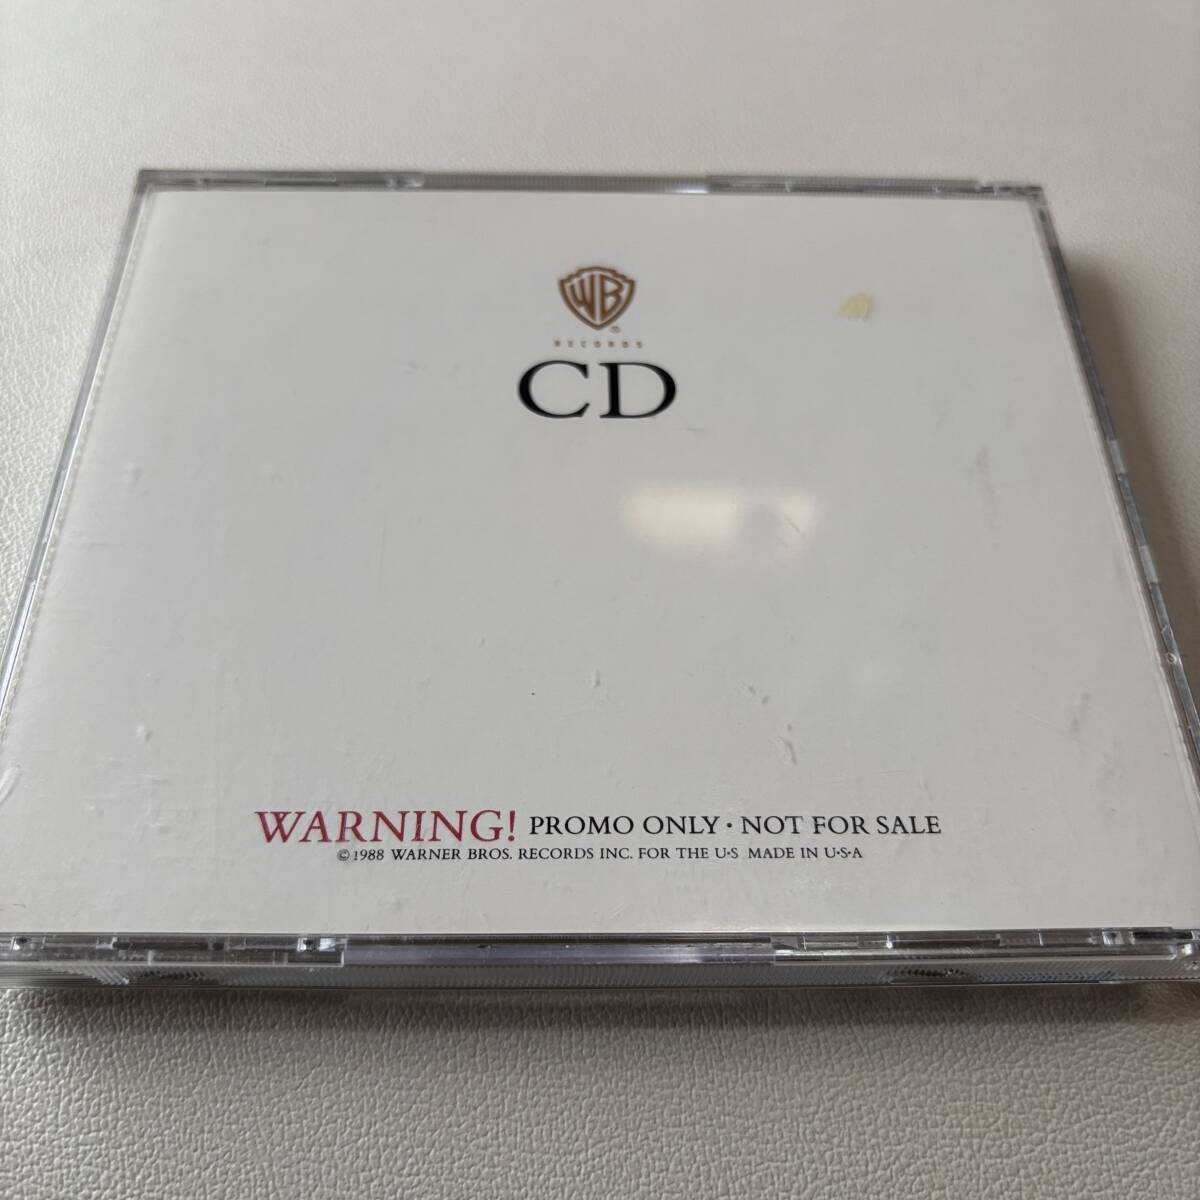 WB
®
RECORDS
CD
WARNING! PROMO ONLY · NOT FOR SALE
© 1988 WARNER BROS. RECORDS INC. FOR THE U·S MADE IN U·S·A